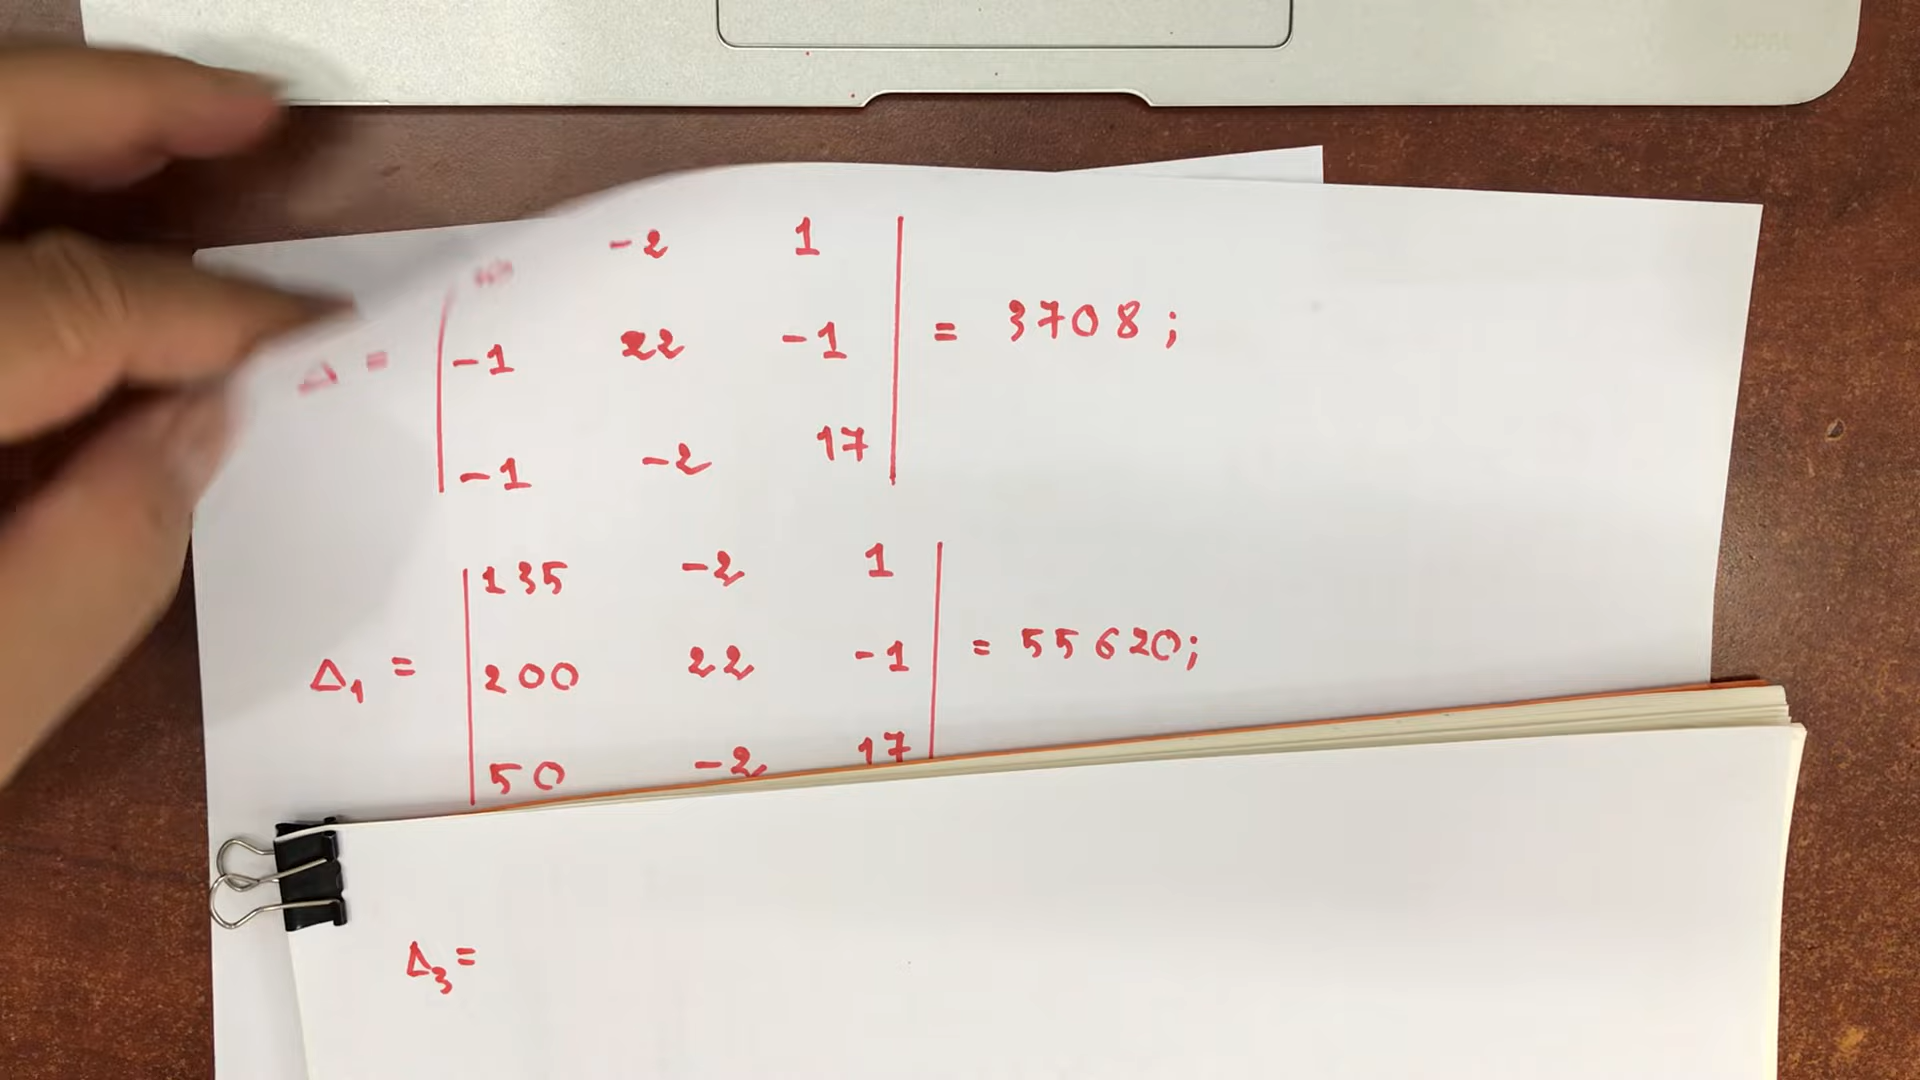 -2 1
Δ = -1 22 -1 = 3708;
-1 -2 17
135 -2 1
Δ₁ = 200 22 -1 = 55620;
50 -2 17
Δ₃ =